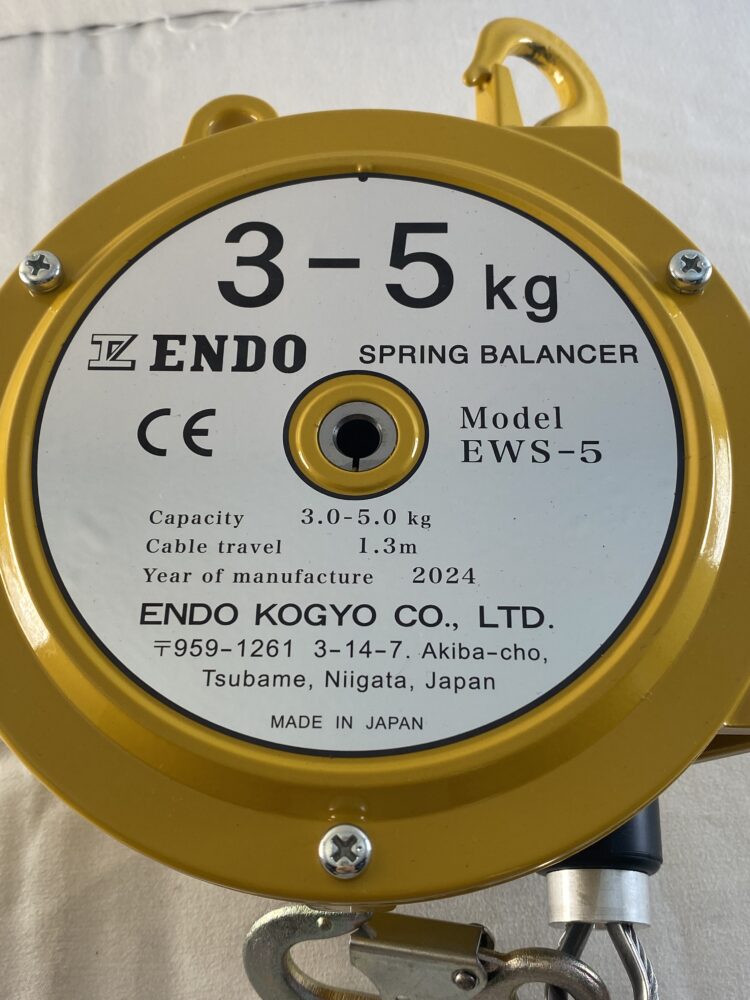 3-5 kg
ENDO SPRING BALANCER
CE
Model
EWS-5
Capacity 3.0-5.0 kg
Cable travel 1.3m
Year of manufacture 2024
ENDO KOGYO CO., LTD.
〒959-1261 3-14-7. Akiba-cho,
Tsubame, Niigata, Japan
MADE IN JAPAN